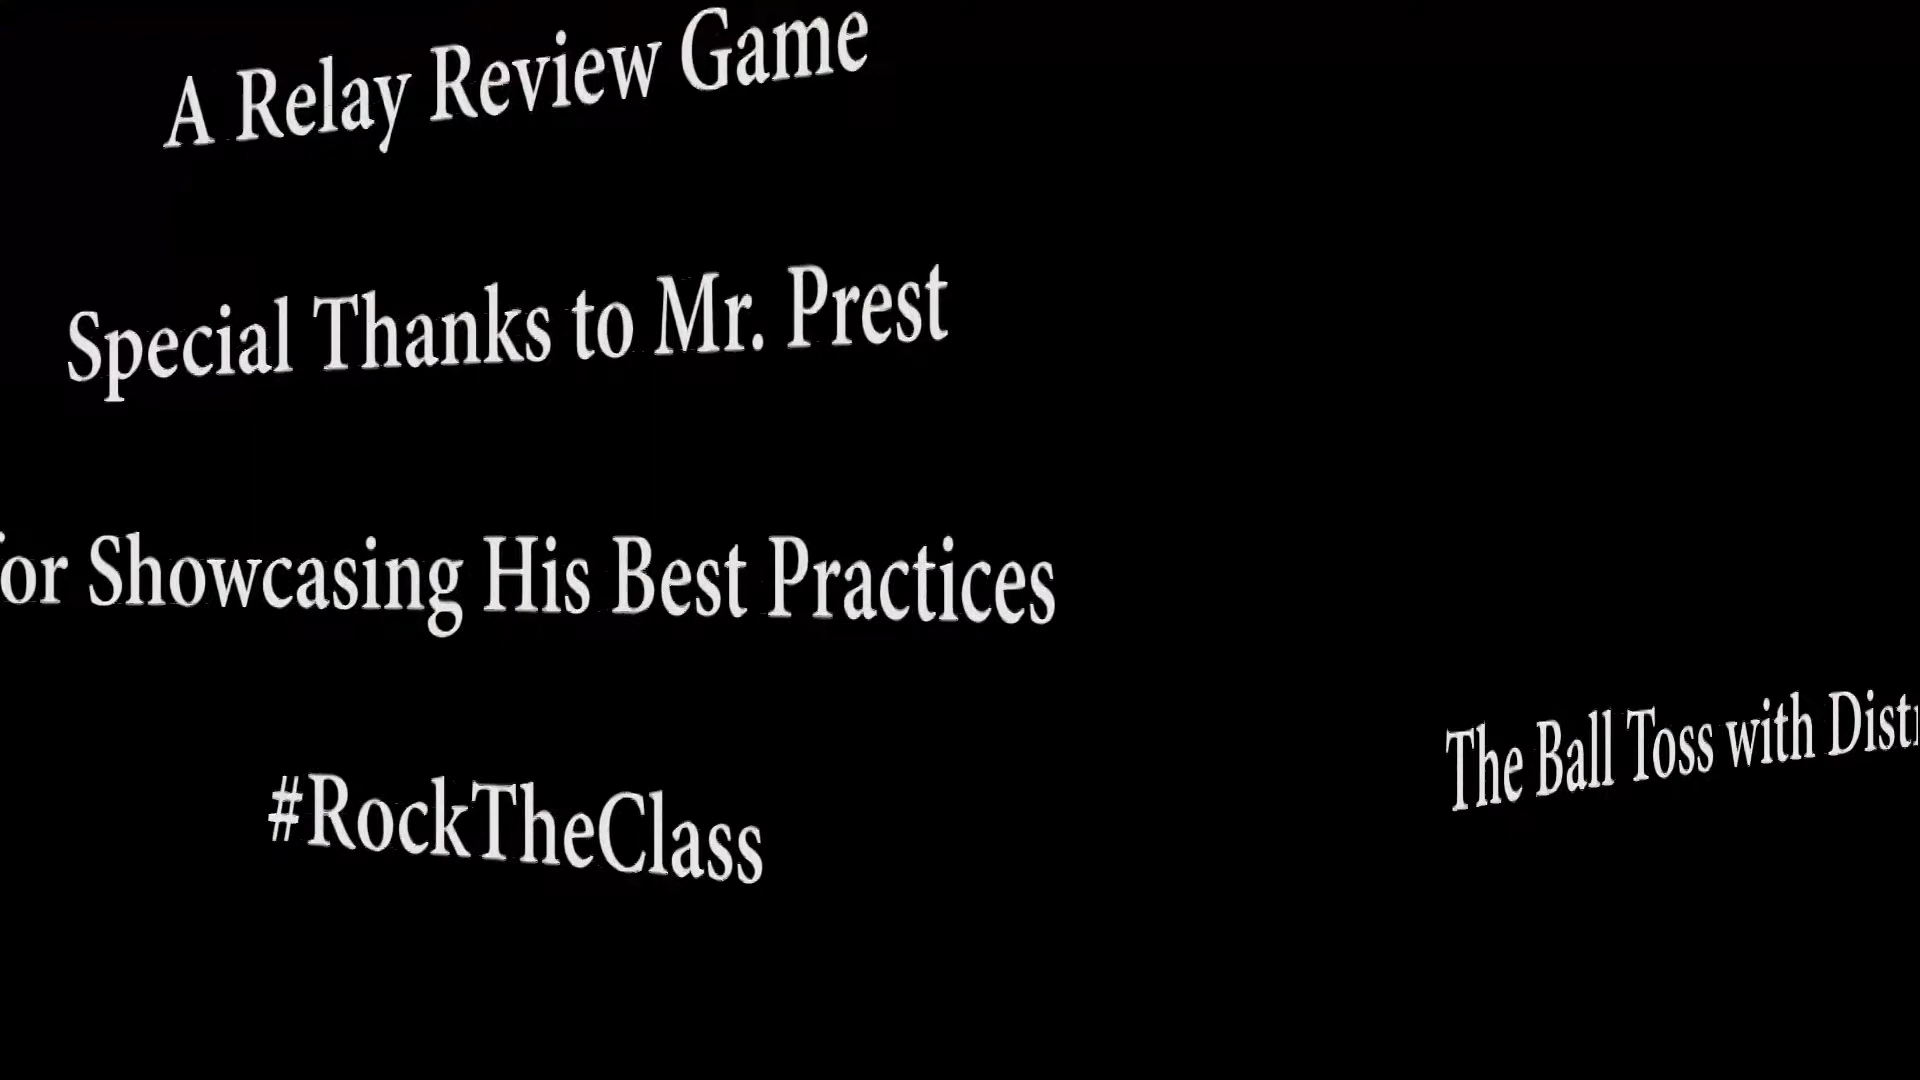 A Relay Review Game
Special Thanks to Mr. Prest
for Showcasing His Best Practices
#RockTheClass
The Ball Toss with